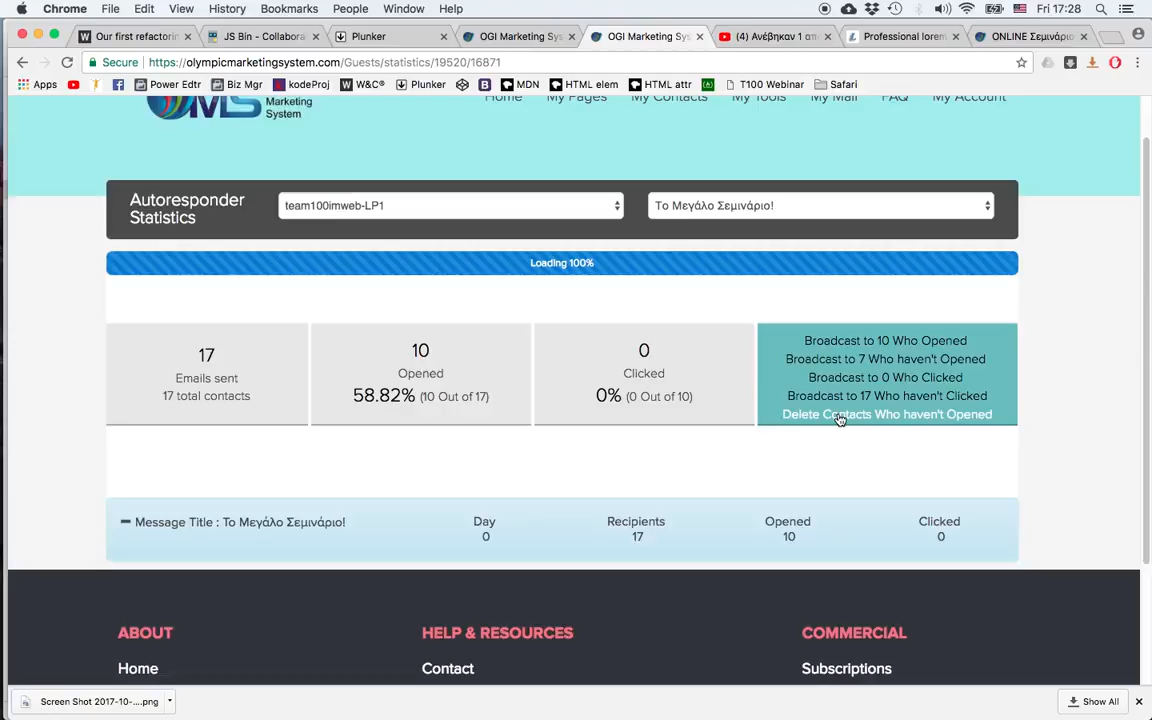 Chrome File Edit View History Bookmarks People Window Help Fri 17:28
Our first refactorin JS Bin - Collabora Plunker OGI Marketing Sys OGI Marketing Sys (4) Ανέβηκαν 1 απ Professional lorem ONLINE Σεμινάριο
Secure https://olympicmarketingsystem.com/Guests/statistics/19520/16871
Apps Power Edtr Biz Mgr kodeProj W&C® Plunker MDN HTML elem HTML attr T100 Webinar Safari
Home My Pages My Contacts My Tools My Mail FAQ My Account
Marketing
System
Autoresponder
Statistics
team100imweb-LP1
Το Μεγάλο Σεμινάριο!
Loading 100%
17
Emails sent
17 total contacts
10
Opened
58.82% (10 Out of 17)
0
Clicked
0% (0 Out of 10)
Broadcast to 10 Who Opened
Broadcast to 7 Who haven't Opened
Broadcast to 0 Who Clicked
Broadcast to 17 Who haven't Clicked
Delete Contacts Who haven't Opened
Message Title : Το Μεγάλο Σεμινάριο! Day Recipients Opened Clicked
0 17 10 0
ABOUT HELP & RESOURCES COMMERCIAL
Home Contact Subscriptions
Screen Shot 2017-10-....png Show All